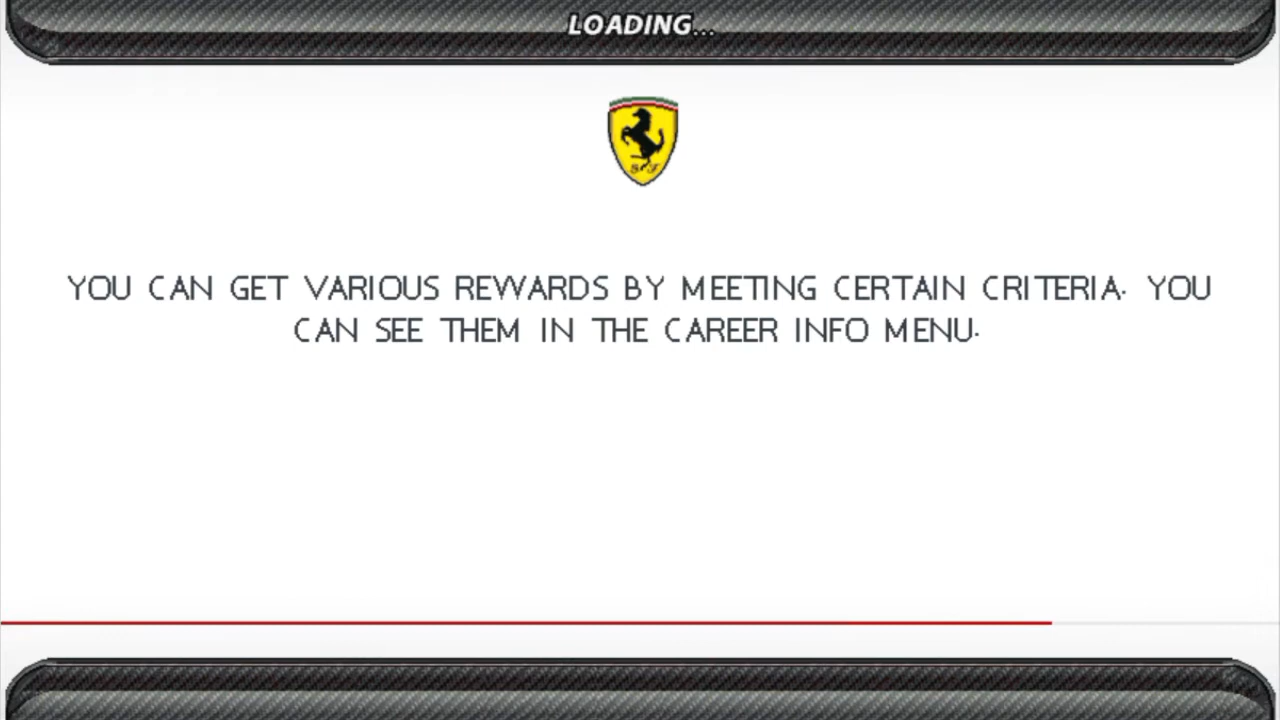 LOADING...
S F
YOU CAN GET VARIOUS REWARDS BY MEETING CERTAIN CRITERIA. YOU
CAN SEE THEM IN THE CAREER INFO MENU.